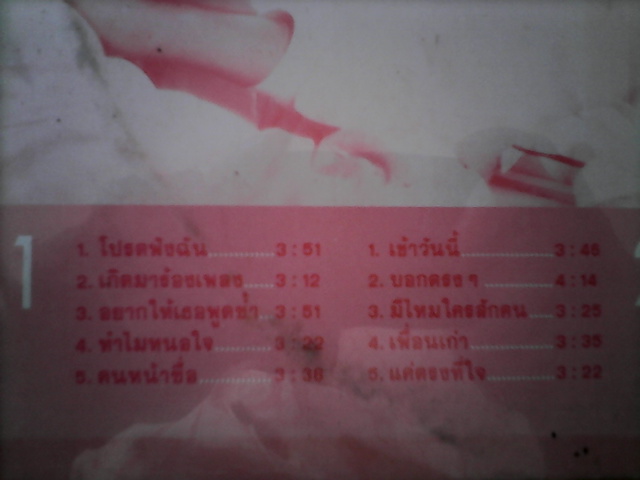 1
1. โปรดฟังฉัน 3:51
2. เกิดมาร้องเพลง 3:12
3. อยากให้เธอพูดซ้ำ 3:51
4. ทำไมหนอใจ 3:22
5. คนหน้าซื่อ 3:36
1. เช้าวันนี้ 3:46
2. บอกตรงๆ 4:14
3. มีไหมใครสักคน 3:25
4. เพื่อนเก่า 3:35
5. แค่ตรงที่ใจ 3:22